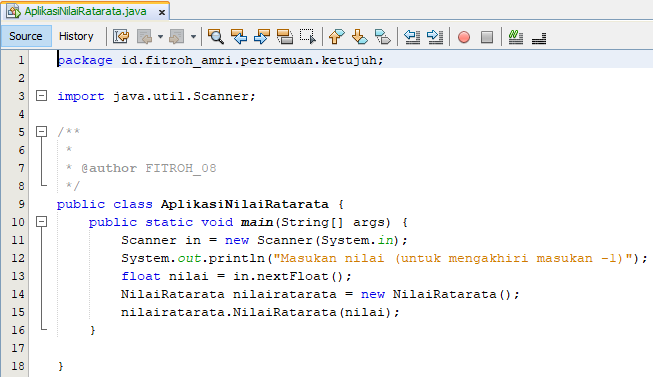 AplikasiNilaiRatarata.java x
Source History
1 package id.fitroh_amri.pertemuan.ketujuh;
2
3 import java.util.Scanner;
4
5 /**
6 *
7 * @author FITROH_08
8 */
9 public class AplikasiNilaiRatarata {
10 public static void main(String[] args) {
11 Scanner in = new Scanner(System.in);
12 System.out.println("Masukan nilai (untuk mengakhiri masukan -1)");
13 float nilai = in.nextFloat();
14 NilaiRatarata nilairatarata = new NilaiRatarata();
15 nilairatarata.NilaiRatarata(nilai);
16 }
17
18 }